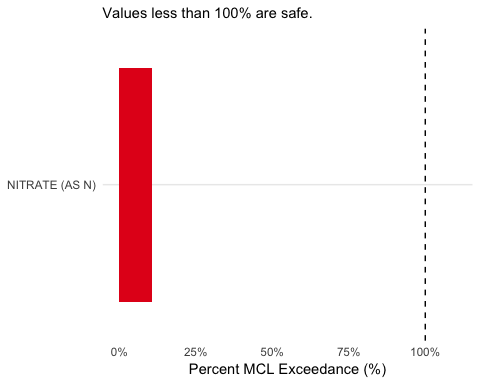 Values less than 100% are safe.
NITRATE (AS N)
0% 25% 50% 75% 100%
Percent MCL Exceedance (%)